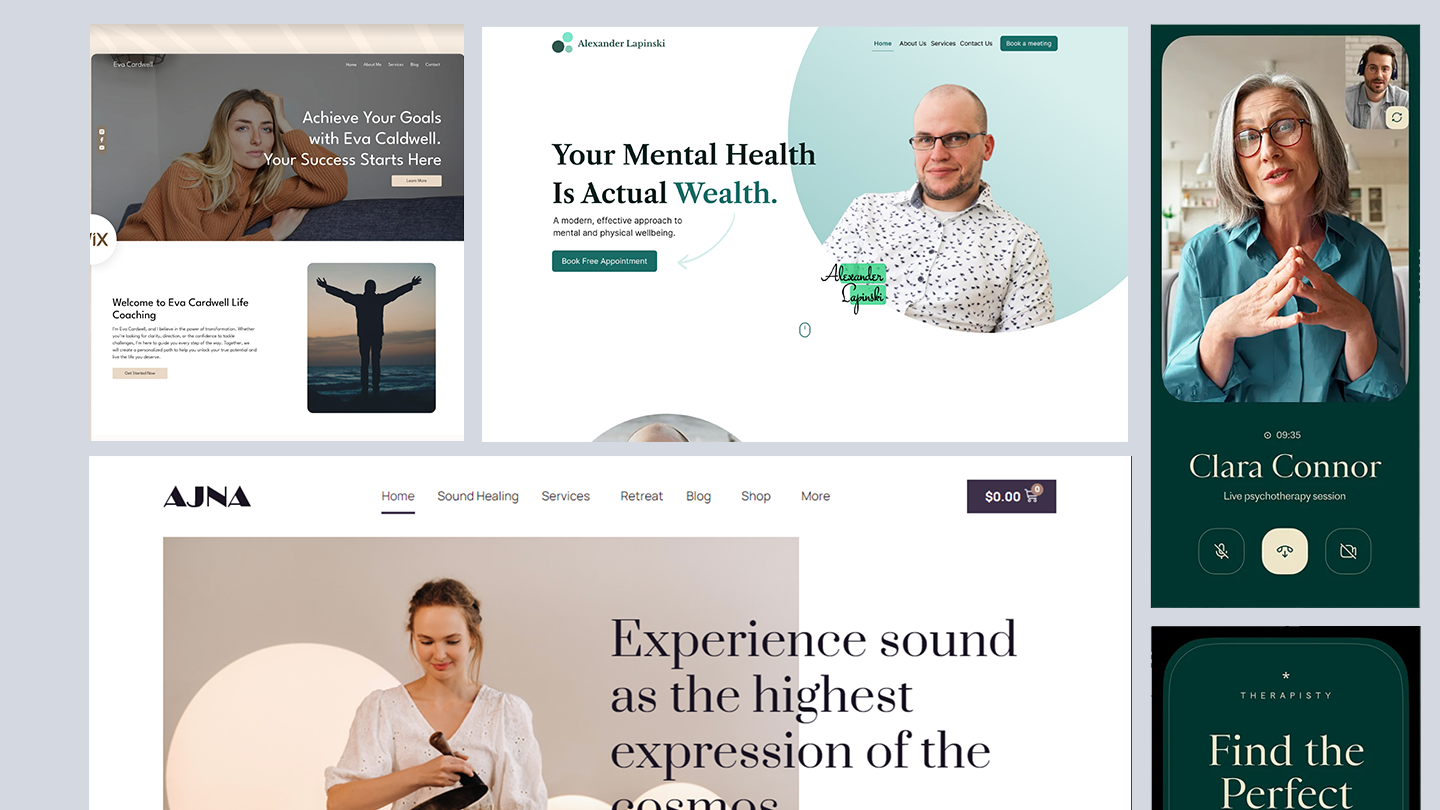 Eva Cardwell
Home About Me Services Blog Contact
Achieve Your Goals
with Eva Caldwell.
Your Success Starts Here
Learn More
WiX
Welcome to Eva Cardwell Life
Coaching
I'm Eva Cardwell, and I believe in the power of transformation. Whether
you're looking for clarity, direction, or the confidence to tackle
challenges, I'm here to guide you every step of the way. Together, we
will create a personalized path to help you unlock your true potential and
live the life you deserve.
Get Started Now
Alexander Lapinski
Home About Us Services Contact Us Book a meeting
Your Mental Health
Is Actual Wealth.
A modern, effective approach to
mental and physical wellbeing.
Book Free Appointment
Alexander
Lapinski
AJNA
Home Sound Healing Services Retreat Blog Shop More
$0.00 0
Experience sound
as the highest
expression of the
cosmos
09:35
Clara Connor
Live psychotherapy session
*
THERAPISTY
Find the
Perfect